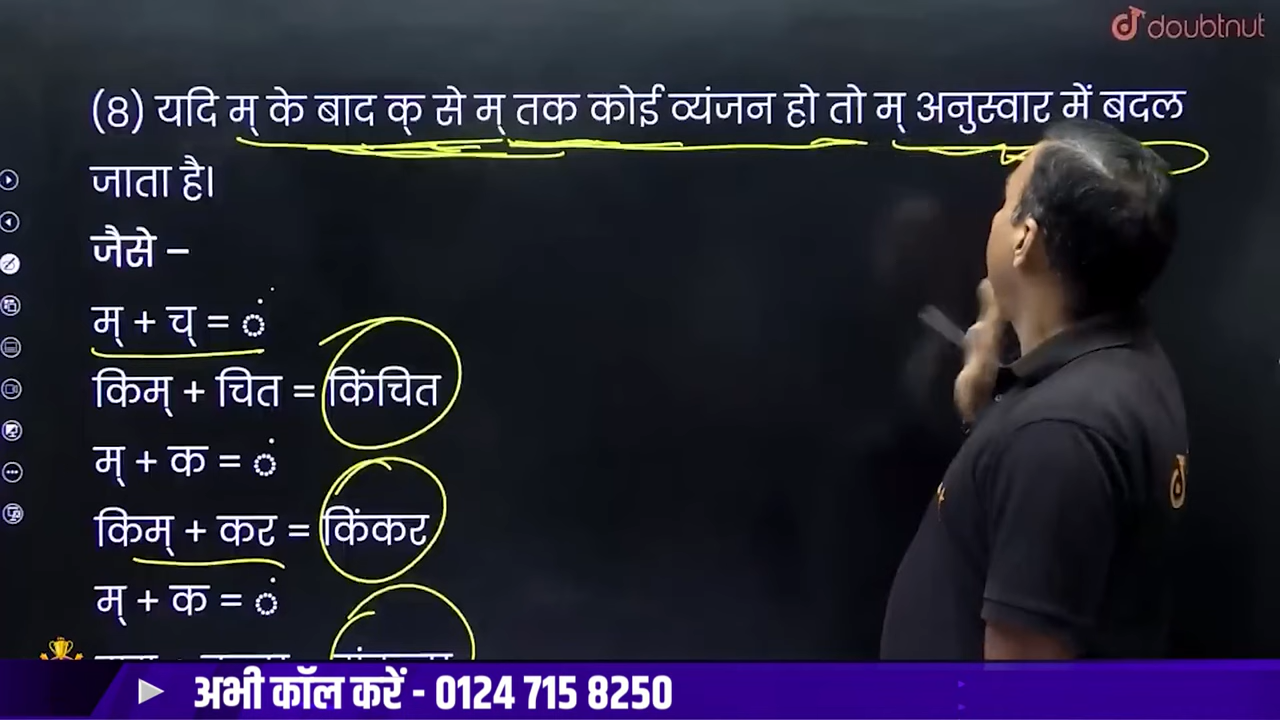 doubtnut
(8) यदि म् के बाद क् से म् तक कोई व्यंजन हो तो म् अनुस्वार में बदल
जाता है।
जैसे –
म् + च् = ं
किम् + चित = किंचित
म् + क = ं
किम् + कर = किंकर
म् + क = ं
अभी कॉल करें - 0124 715 8250